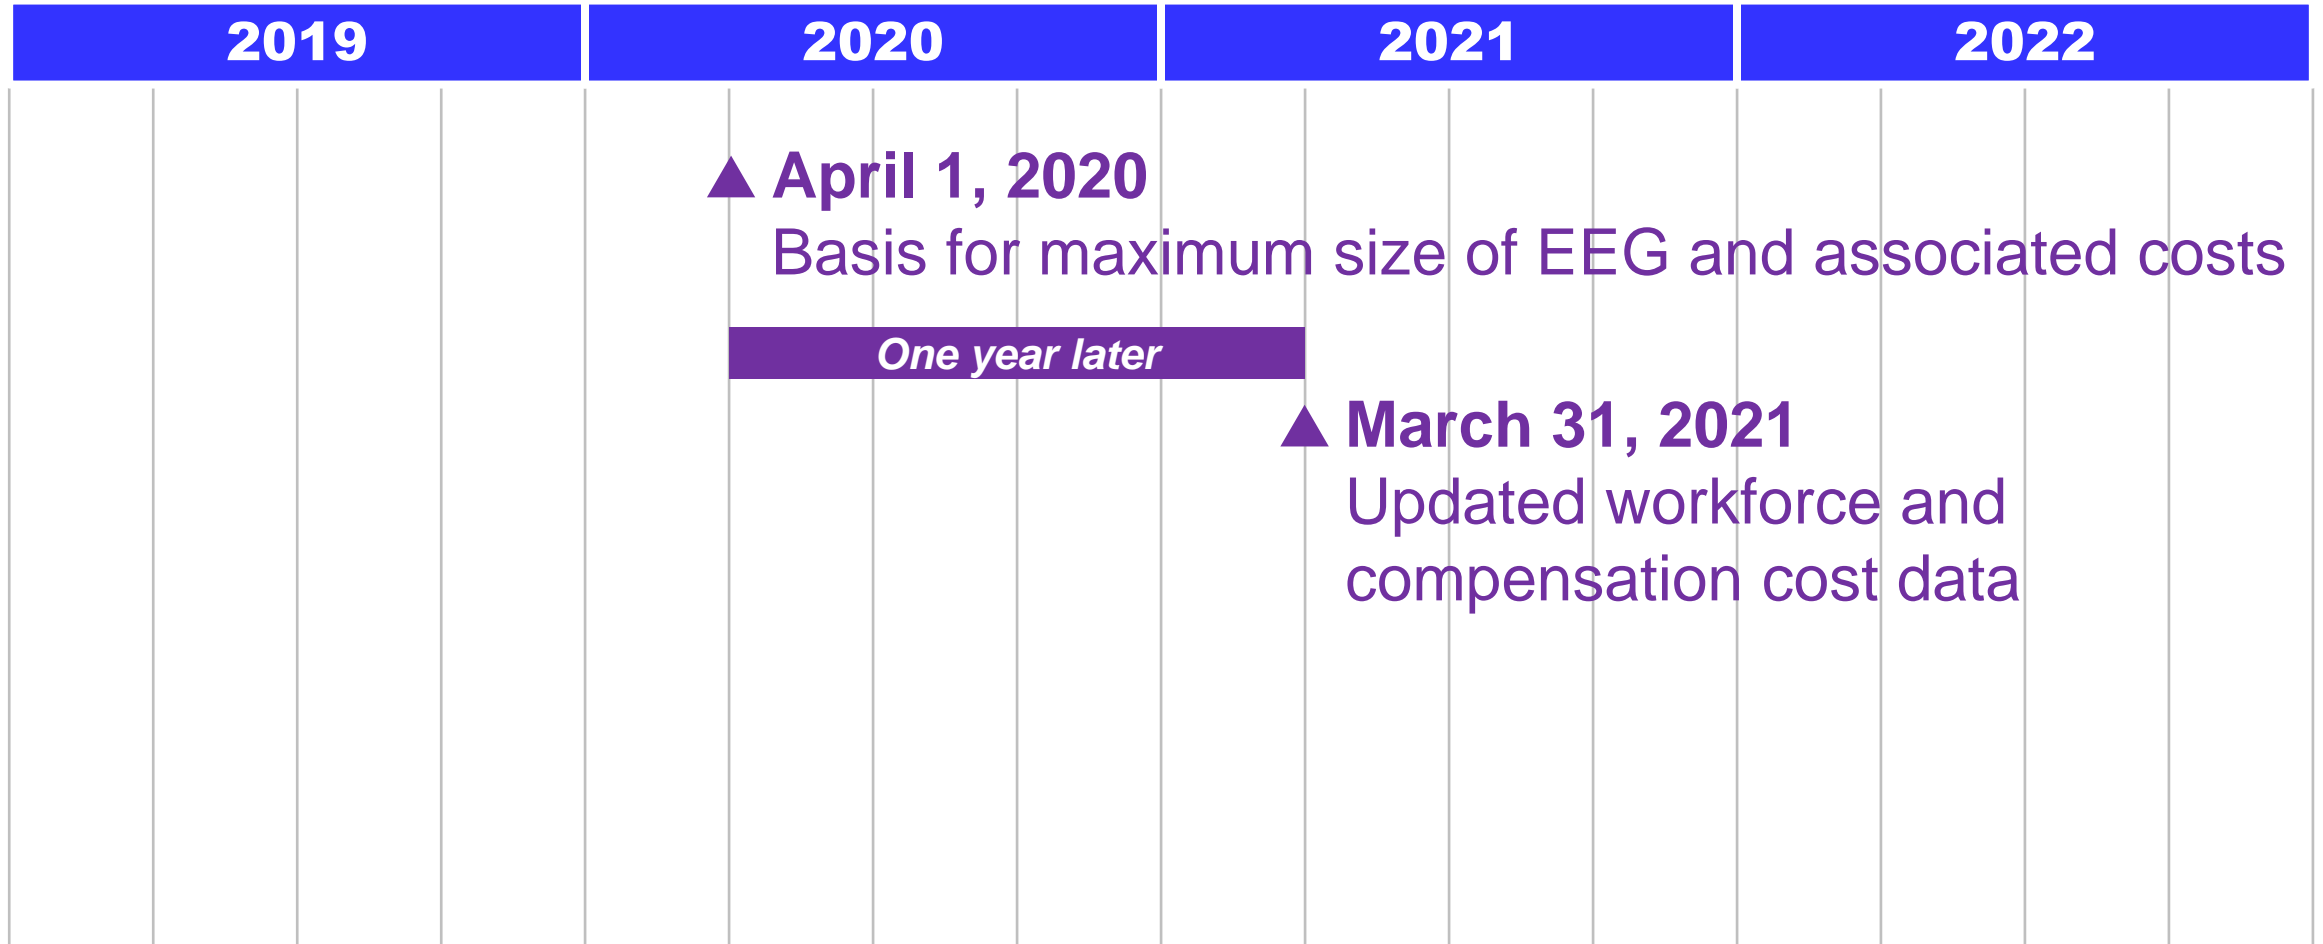 2019 2020 2021 2022
April 1, 2020
Basis for maximum size of EEG and associated costs
One year later
March 31, 2021
Updated workforce and
compensation cost data